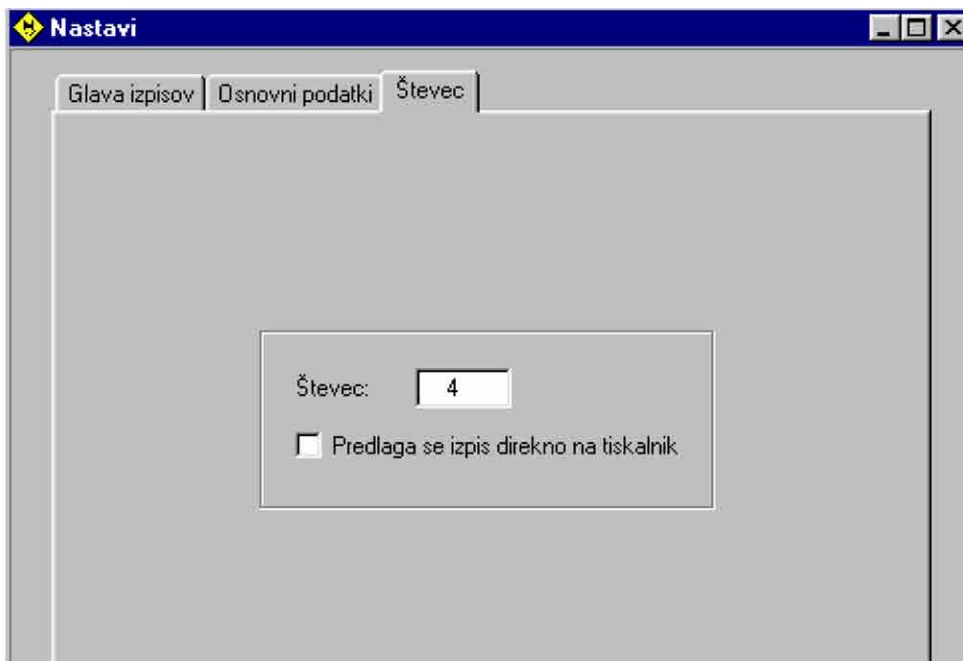 Nastavi
Glava izpisov Osnovni podatki Števec
Števec: 4
Predlaga se izpis direkno na tiskalnik